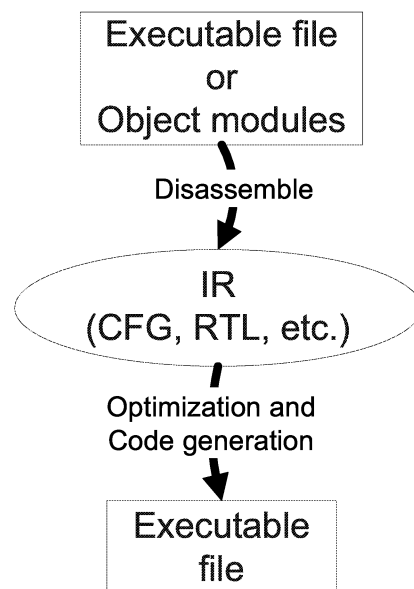 Executable file
or
Object modules
Disassemble
IR
(CFG, RTL, etc.)
Optimization and
Code generation
Executable
file